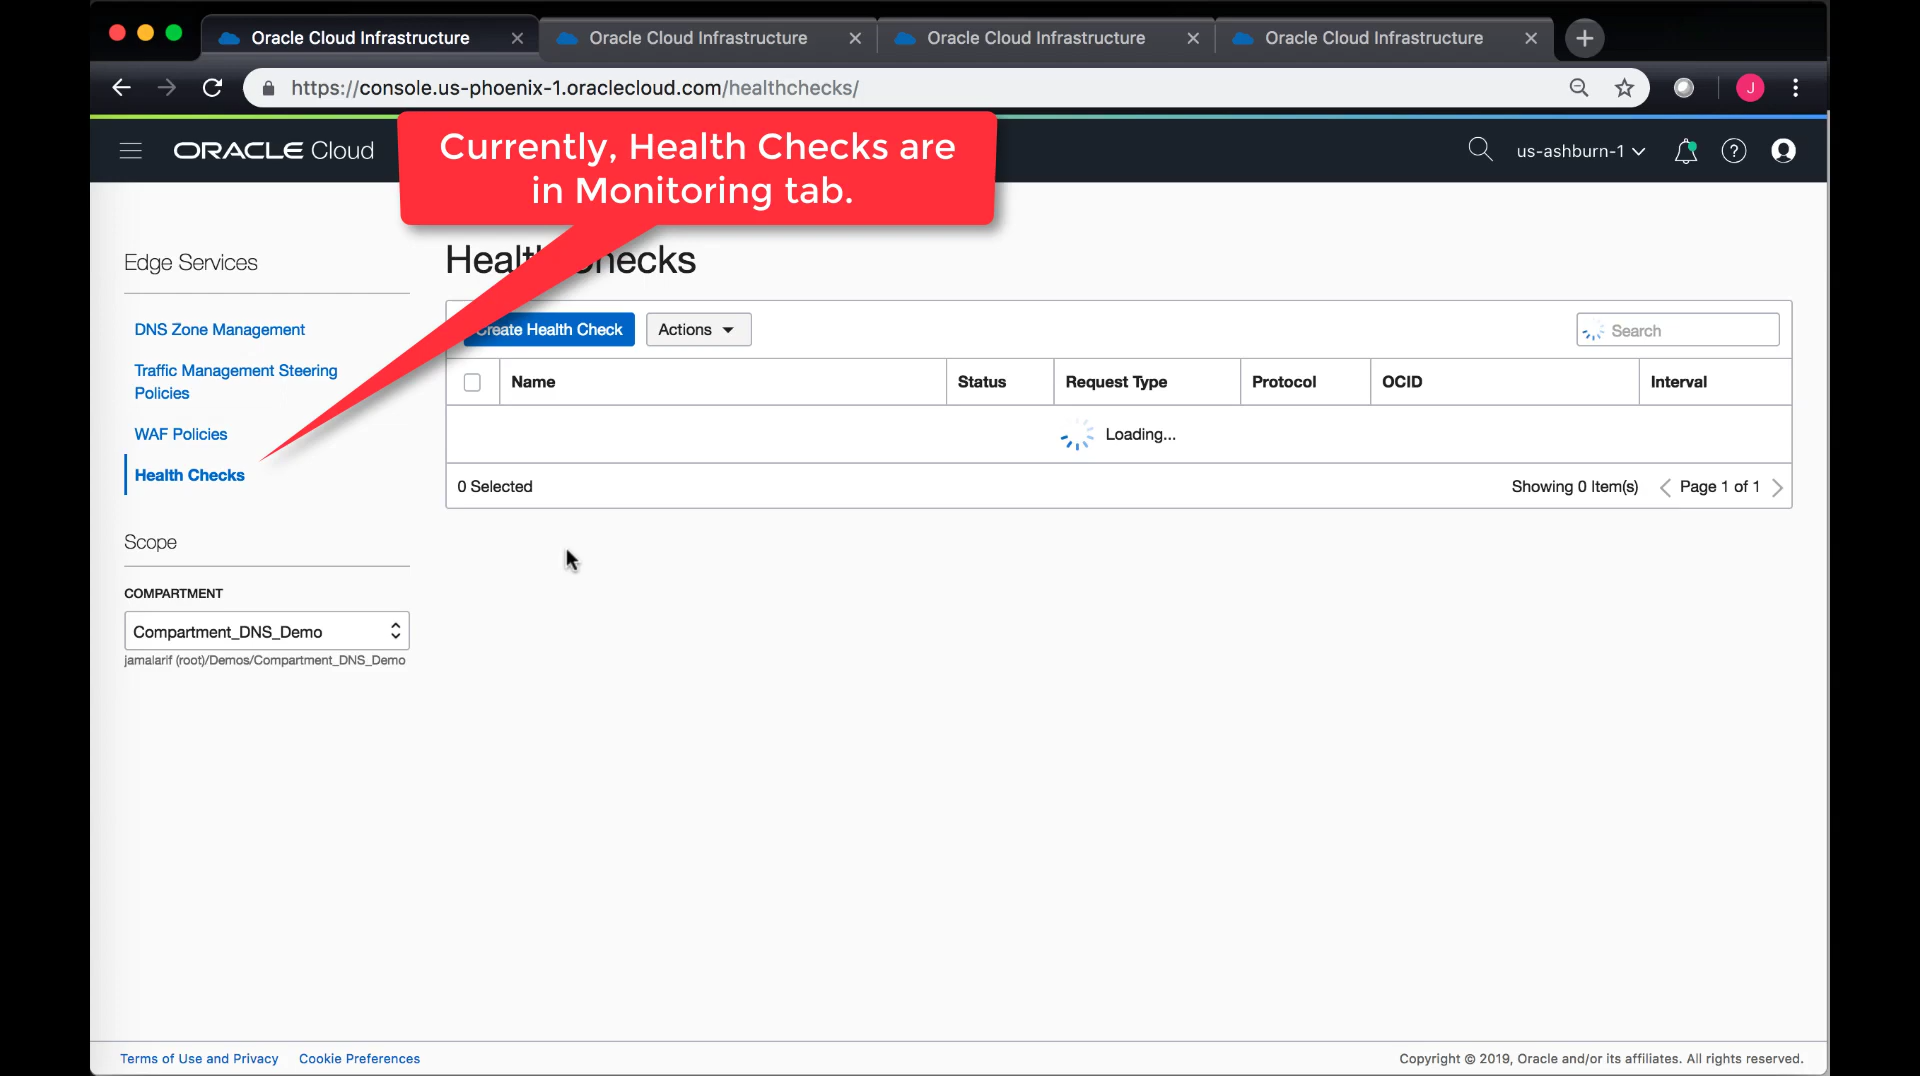 Oracle Cloud Infrastructure
Oracle Cloud Infrastructure
Oracle Cloud Infrastructure
Oracle Cloud Infrastructure
https://console.us-phoenix-1.oraclecloud.com/healthchecks/
J
ORACLE Cloud
us-ashburn-1
Currently, Health Checks are
in Monitoring tab.
Edge Services
DNS Zone Management
Traffic Management Steering
Policies
WAF Policies
Health Checks
Scope
COMPARTMENT
Compartment_DNS_Demo
jamalarif (root)/Demos/Compartment_DNS_Demo
Health Checks
Create Health Check
Actions
Search
Name
Status
Request Type
Protocol
OCID
Interval
Loading...
0 Selected
Showing 0 Item(s)
Page 1 of 1
Terms of Use and Privacy
Cookie Preferences
Copyright © 2019, Oracle and/or its affiliates. All rights reserved.